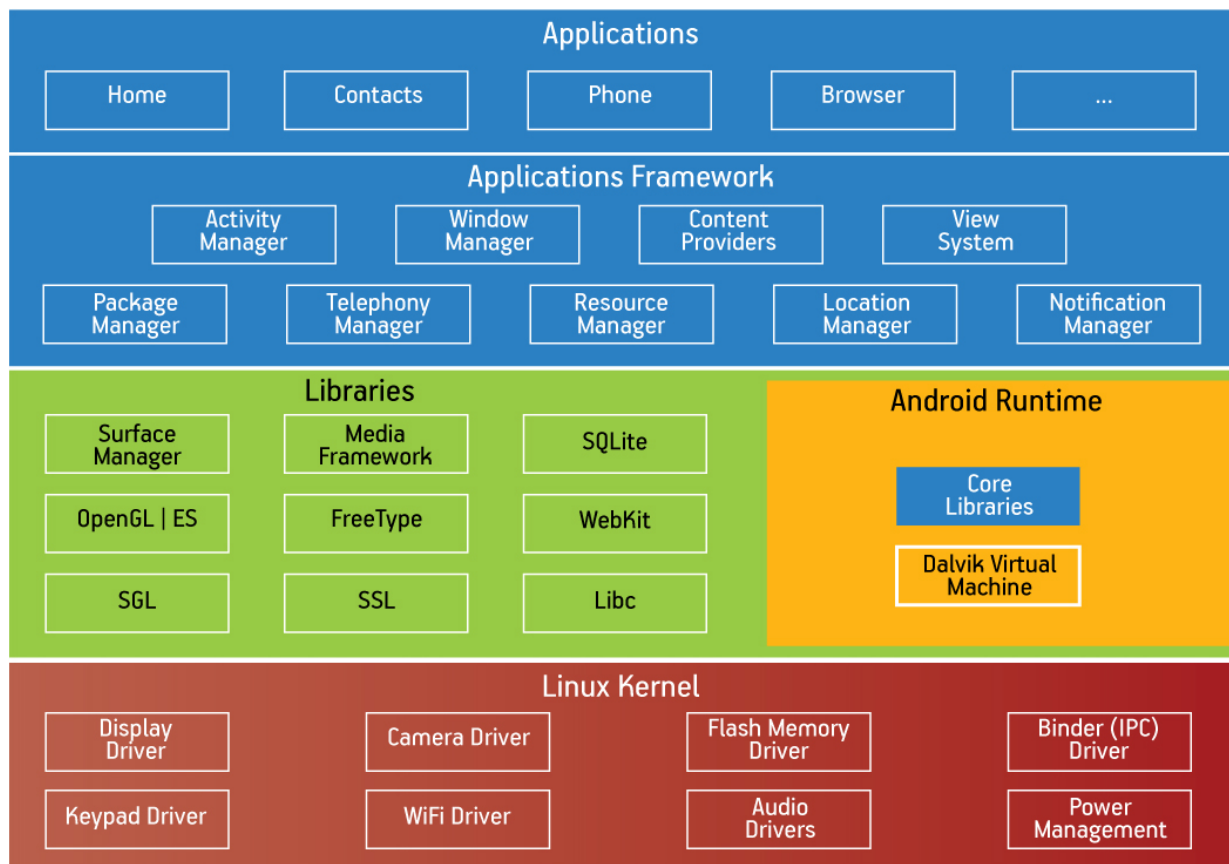 Applications
Home
Contacts
Phone
Browser
...
Applications Framework
Activity
Manager
Window
Manager
Content
Providers
View
System
Package
Manager
Telephony
Manager
Resource
Manager
Location
Manager
Notification
Manager
Libraries
Surface
Manager
Media
Framework
SQLite
OpenGL | ES
FreeType
WebKit
SGL
SSL
Libc
Android Runtime
Core
Libraries
Dalvik Virtual
Machine
Linux Kernel
Display
Driver
Camera Driver
Flash Memory
Driver
Binder (IPC)
Driver
Keypad Driver
WiFi Driver
Audio
Drivers
Power
Management